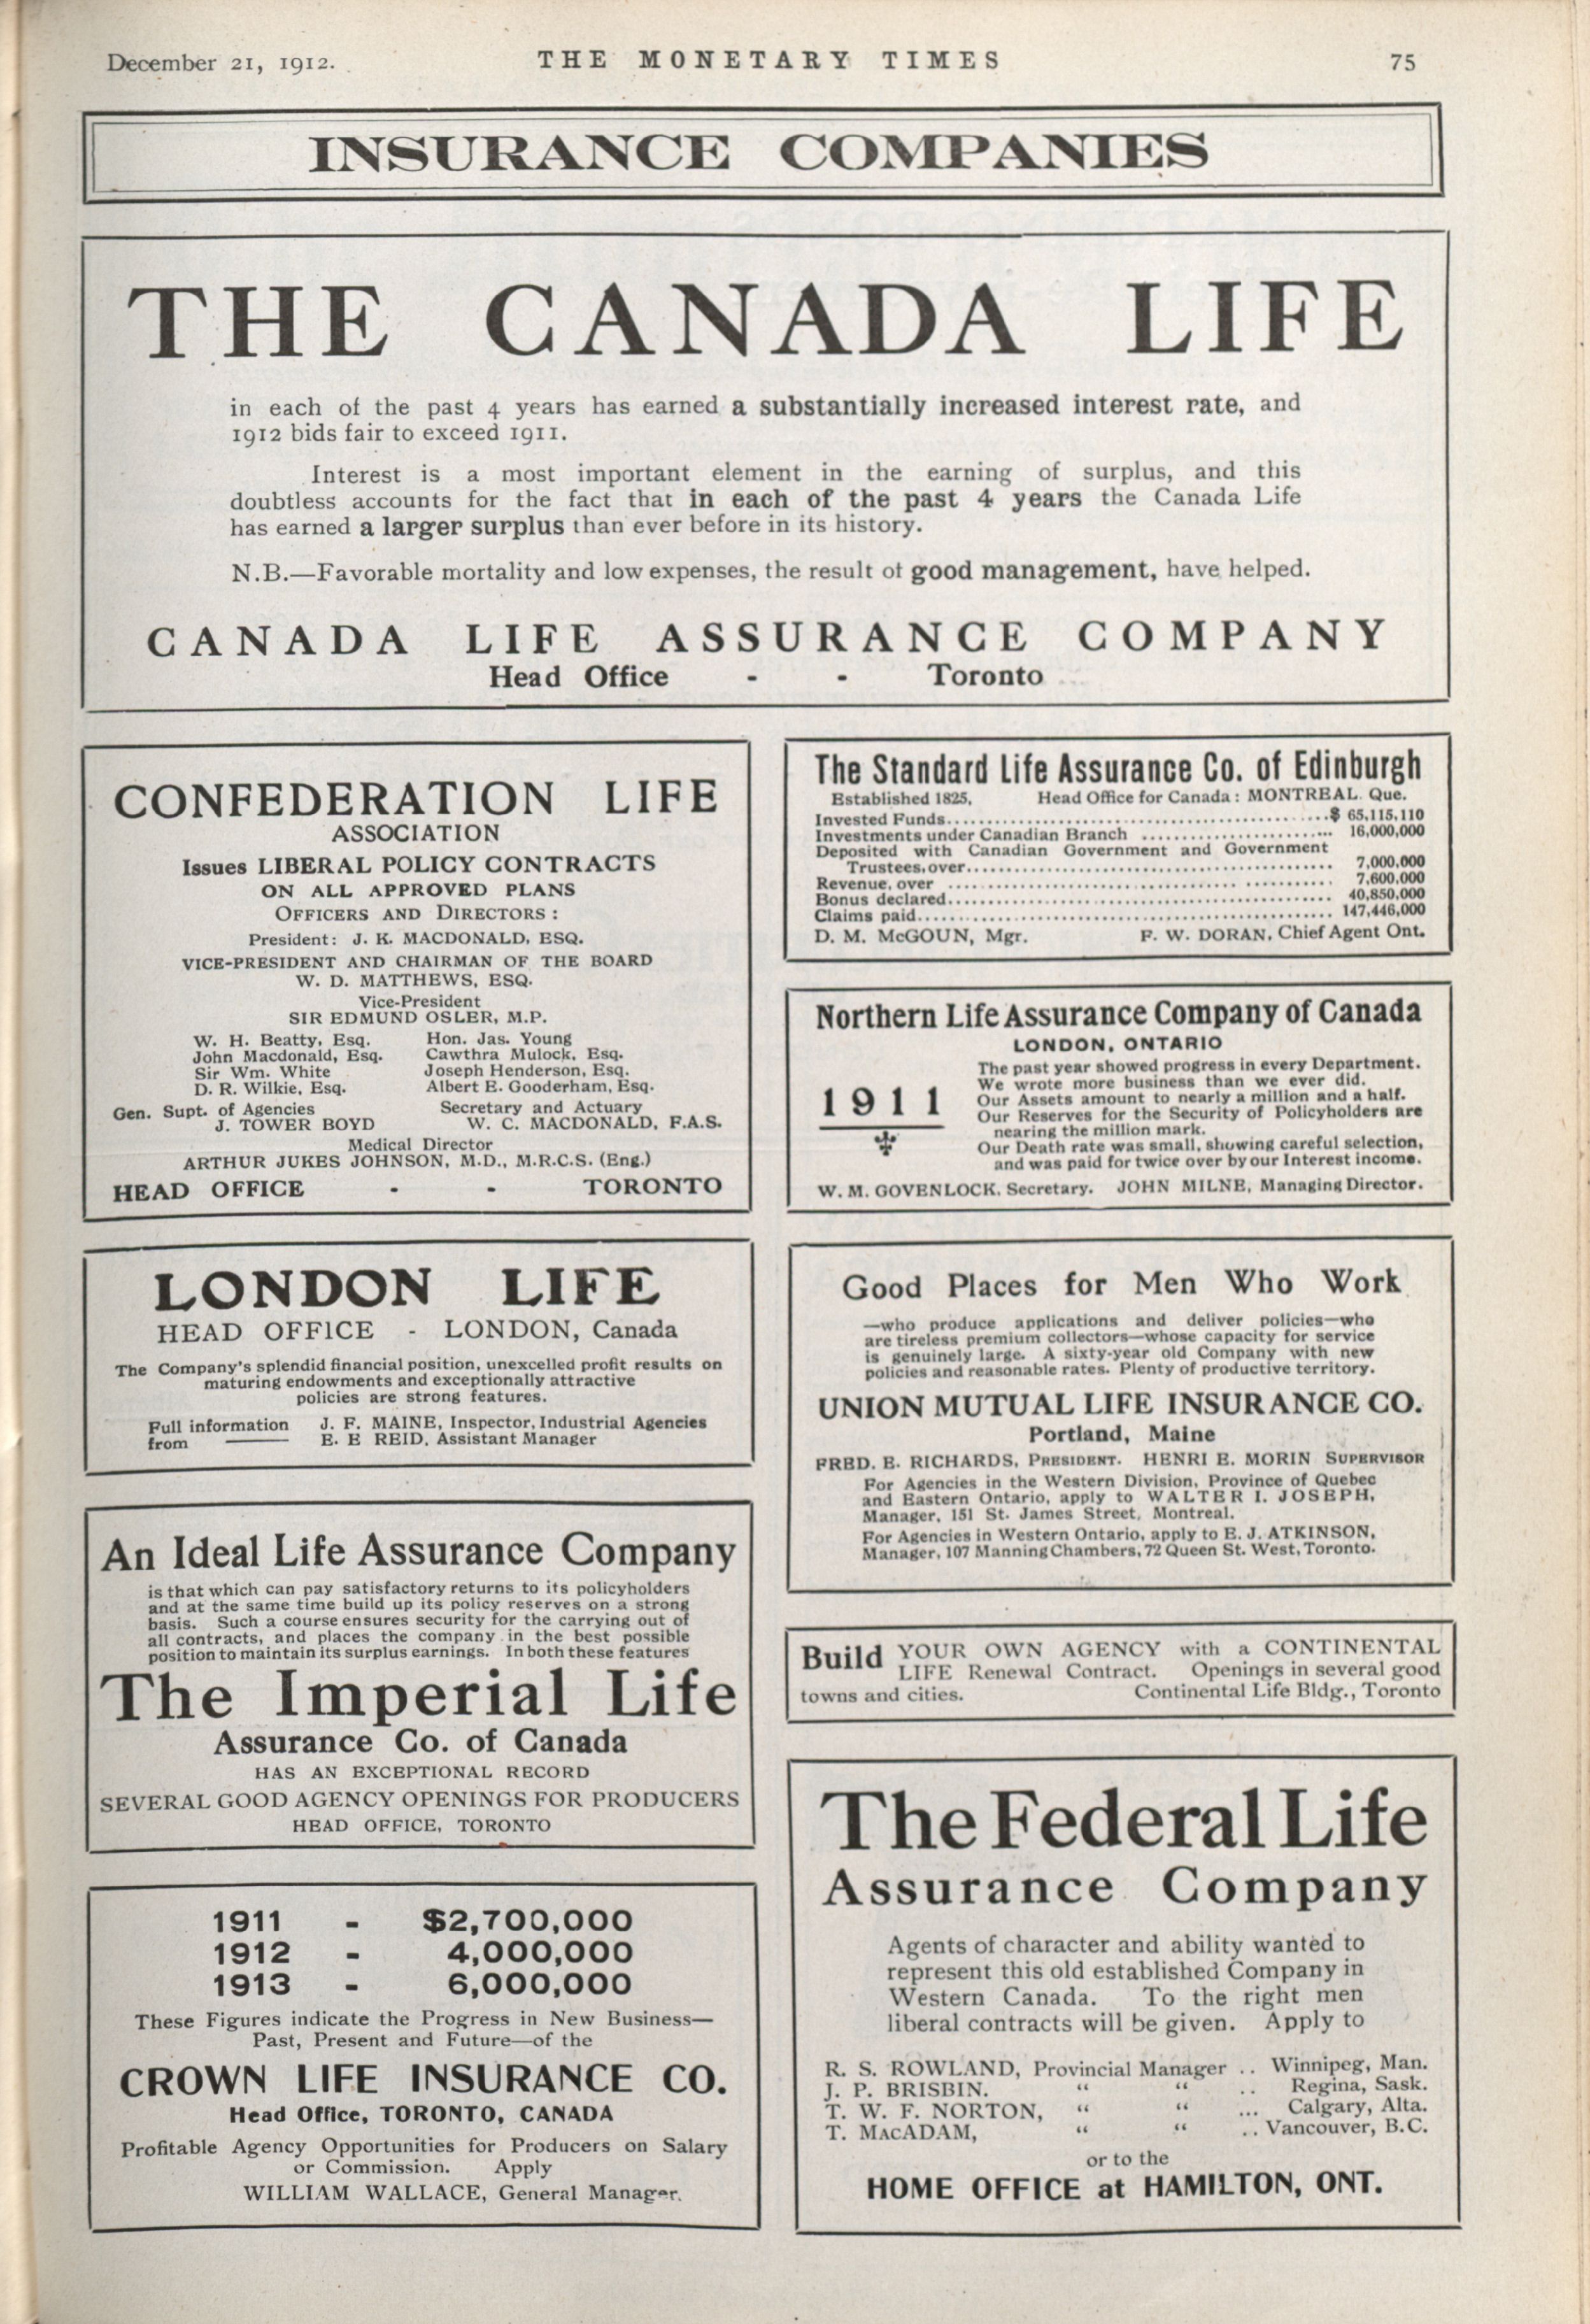 December 21, 1912.
THE MONETARY TIMES
75
INSURANCE COMPANIES
THE CANADA LIFE
in each of the past 4 years has earned a substantially increased interest rate, and
1912 bids fair to exceed 1911.
Interest is a most important element in the earning of surplus, and this
doubtless accounts for the fact that in each of the past 4 years the Canada Life
has earned a larger surplus than ever before in its history.
N.B.—Favorable mortality and low expenses, the result of good management, have helped.
CANADA LIFE ASSURANCE COMPANY
Head Office - - Toronto
CONFEDERATION LIFE
ASSOCIATION
Issues LIBERAL POLICY CONTRACTS
ON ALL APPROVED PLANS
OFFICERS AND DIRECTORS :
President: J. K. MACDONALD, ESQ.
VICE-PRESIDENT AND CHAIRMAN OF THE BOARD
W. D. MATTHEWS, ESQ.
Vice-President
SIR EDMUND OSLER, M.P.
W. H. Beatty, Esq. Hon. Jas. Young
John Macdonald, Esq. Cawthra Mulock, Esq.
Sir Wm. White Joseph Henderson, Esq.
D. R. Wilkie, Esq. Albert E. Gooderham, Esq.
Gen. Supt. of Agencies Secretary and Actuary
J. TOWER BOYD W. C. MACDONALD, F.A.S.
Medical Director
ARTHUR JUKES JOHNSON, M.D., M.R.C.S. (Eng.)
HEAD OFFICE - - TORONTO
LONDON LIFE
HEAD OFFICE - LONDON, Canada
The Company's splendid financial position, unexcelled profit results on
maturing endowments and exceptionally attractive
policies are strong features.
Full information J. F. MAINE, Inspector, Industrial Agencies
from E. E REID, Assistant Manager
An Ideal Life Assurance Company
is that which can pay satisfactory returns to its policyholders
and at the same time build up its policy reserves on a strong
basis. Such a course ensures security for the carrying out of
all contracts, and places the company in the best possible
position to maintain its surplus earnings. In both these features
The Imperial Life
Assurance Co. of Canada
HAS AN EXCEPTIONAL RECORD
SEVERAL GOOD AGENCY OPENINGS FOR PRODUCERS
HEAD OFFICE, TORONTO
1911 - $2,700,000
1912 - 4,000,000
1913 - 6,000,000
These Figures indicate the Progress in New Business—
Past, Present and Future—of the
CROWN LIFE INSURANCE CO.
Head Office, TORONTO, CANADA
Profitable Agency Opportunities for Producers on Salary
or Commission. Apply
WILLIAM WALLACE, General Manager.
The Standard Life Assurance Co. of Edinburgh
Established 1825, Head Office for Canada: MONTREAL Que.
Invested Funds..........$ 65,115,110
Investments under Canadian Branch .......... 16,000,000
Deposited with Canadian Government and Government
Trustees, over.......... 7,000,000
Revenue, over .......... 7,600,000
Bonus declared.......... 40,850,000
Claims paid.......... 147,446,000
D. M. McGOUN, Mgr. F. W. DORAN, Chief Agent Ont.
Northern Life Assurance Company of Canada
LONDON, ONTARIO
1911
The past year showed progress in every Department.
We wrote more business than we ever did.
Our Assets amount to nearly a million and a half.
Our Reserves for the Security of Policyholders are
nearing the million mark.
Our Death rate was small, showing careful selection,
and was paid for twice over by our Interest income.
W. M. GOVENLOCK, Secretary. JOHN MILNE, Managing Director.
Good Places for Men Who Work
—who produce applications and deliver policies—who
are tireless premium collectors—whose capacity for service
is genuinely large. A sixty-year old Company with new
policies and reasonable rates. Plenty of productive territory.
UNION MUTUAL LIFE INSURANCE CO.
Portland, Maine
FRED. E. RICHARDS, PRESIDENT. HENRI E. MORIN SUPERVISOR
For Agencies in the Western Division, Province of Quebec
and Eastern Ontario, apply to WALTER I. JOSEPH,
Manager, 151 St. James Street, Montreal.
For Agencies in Western Ontario, apply to E. J. ATKINSON,
Manager, 107 Manning Chambers, 72 Queen St. West, Toronto.
Build YOUR OWN AGENCY with a CONTINENTAL
LIFE Renewal Contract. Openings in several good
towns and cities. Continental Life Bldg., Toronto
The Federal Life
Assurance Company
Agents of character and ability wanted to
represent this old established Company in
Western Canada. To the right men
liberal contracts will be given. Apply to
R. S. ROWLAND, Provincial Manager .. Winnipeg, Man.
J. P. BRISBIN. “ “ .. Regina, Sask.
T. W. F. NORTON, “ “ ... Calgary, Alta.
T. MACADAM, “ “ .. Vancouver, B.C.
or to the
HOME OFFICE at HAMILTON, ONT.